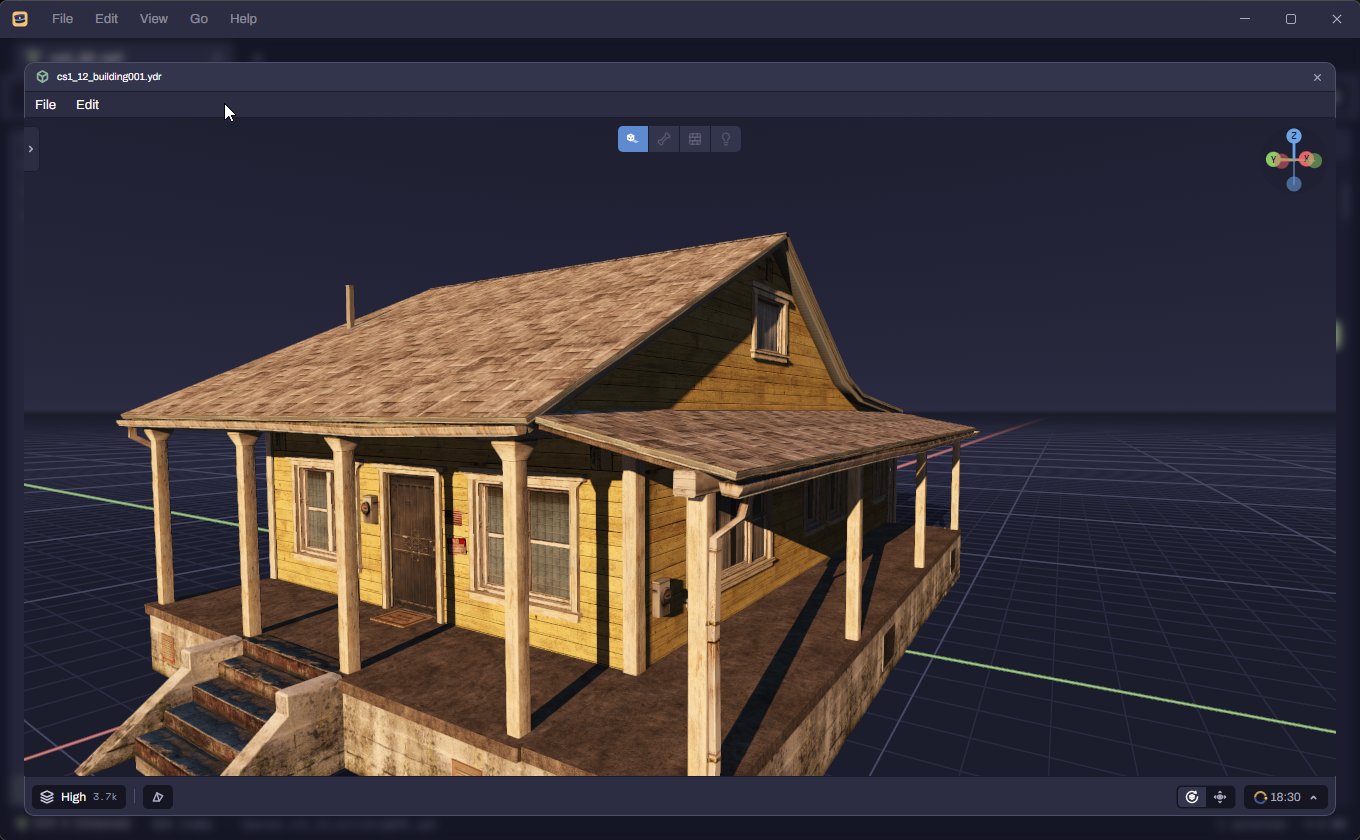 File Edit View Go Help
cs1_12_building001.ydr
File Edit
Z
Y X
High 3.7k
18:30